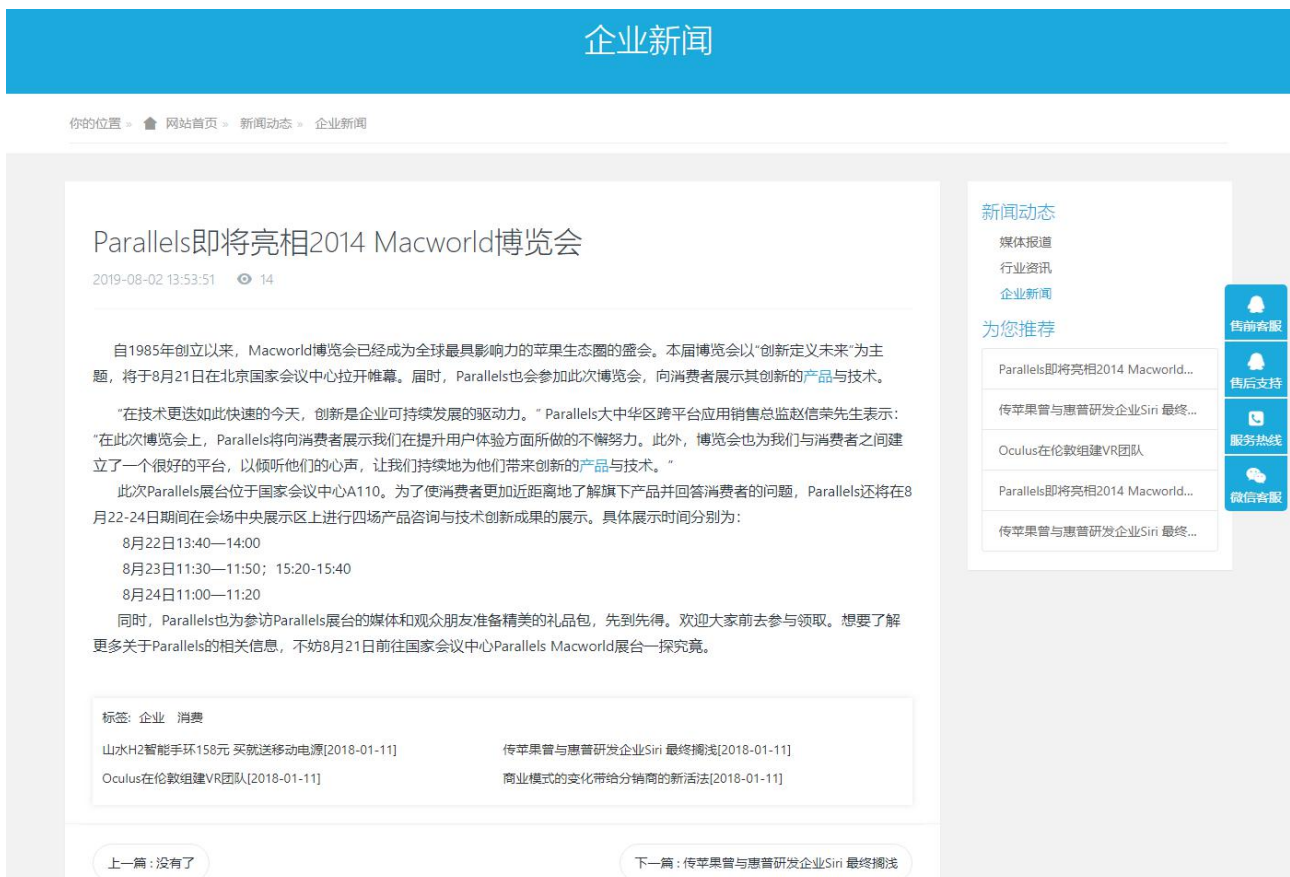 企业新闻
你的位置 » 网站首页 » 新闻动态 » 企业新闻
Parallels即将亮相2014 Macworld博览会
2019-08-02 13:53:51 14
自1985年创立以来，Macworld博览会已经成为全球最具影响力的苹果生态圈的盛会。本届博览会以“创新定义未来”为主
题，将于8月21日在北京国家会议中心拉开帷幕。届时，Parallels也会参加此次博览会，向消费者展示其创新的产品与技术。
“在技术更迭如此快速的今天，创新是企业可持续发展的驱动力。“ Parallels大中华区跨平台应用销售总监赵信荣先生表示：
“在此次博览会上，Parallels将向消费者展示我们在提升用户体验方面所做的不懈努力。此外，博览会也为我们与消费者之间建
立了一个很好的平台，以倾听他们的心声，让我们持续地为他们带来创新的产品与技术。“
此次Parallels展台位于国家会议中心A110。为了使消费者更加近距离地了解旗下产品并回答消费者的问题，Parallels还将在8
月22-24日期间在会场中央展示区上进行四场产品咨询与技术创新成果的展示。具体展示时间分别为：
8月22日13:40—14:00
8月23日11:30—11:50；15:20-15:40
8月24日11:00—11:20
同时，Parallels也为参访Parallels展台的媒体和观众朋友准备精美的礼品包，先到先得。欢迎大家前去参与领取。想要了解
更多关于Parallels的相关信息，不妨8月21日前往国家会议中心Parallels Macworld展台一探究竟。
标签: 企业 消费
山水H2智能手环158元 买就送移动电源[2018-01-11] 传苹果曾与惠普研发企业Siri 最终搁浅[2018-01-11]
Oculus在伦敦组建VR团队[2018-01-11] 商业模式的变化带给分销商的新活法[2018-01-11]
上一篇 : 没有了 下一篇 : 传苹果曾与惠普研发企业Siri 最终搁浅
新闻动态
媒体报道
行业资讯
企业新闻
为您推荐
Parallels即将亮相2014 Macworld...
传苹果曾与惠普研发企业Siri 最终...
Oculus在伦敦组建VR团队
Parallels即将亮相2014 Macworld...
传苹果曾与惠普研发企业Siri 最终...
售前客服
售后支持
服务热线
微信客服